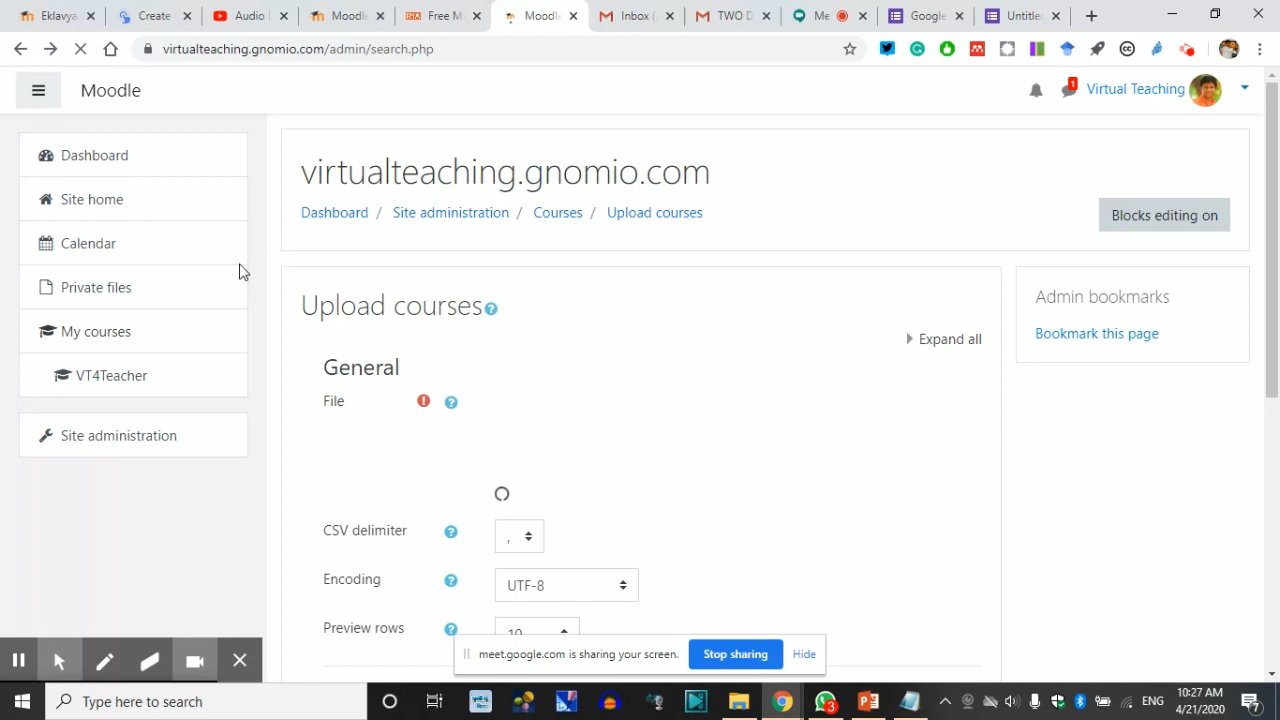 Eklavya
Create
Audio L
Moodle
Free M
Moodle
Inbox (
TWO D
Me
Google
Untitle
virtualteaching.gnomio.com/admin/search.php
Moodle
1
Virtual Teaching
Dashboard
Site home
Calendar
Private files
My courses
VT4Teacher
Site administration
virtualteaching.gnomio.com
Dashboard / Site administration / Courses / Upload courses
Blocks editing on
Upload courses
Expand all
General
File
CSV delimiter
,
Encoding
UTF-8
Preview rows
10
Admin bookmarks
Bookmark this page
meet.google.com is sharing your screen.
Stop sharing
Hide
Type here to search
3
ENG
10:27 AM
4/21/2020
7